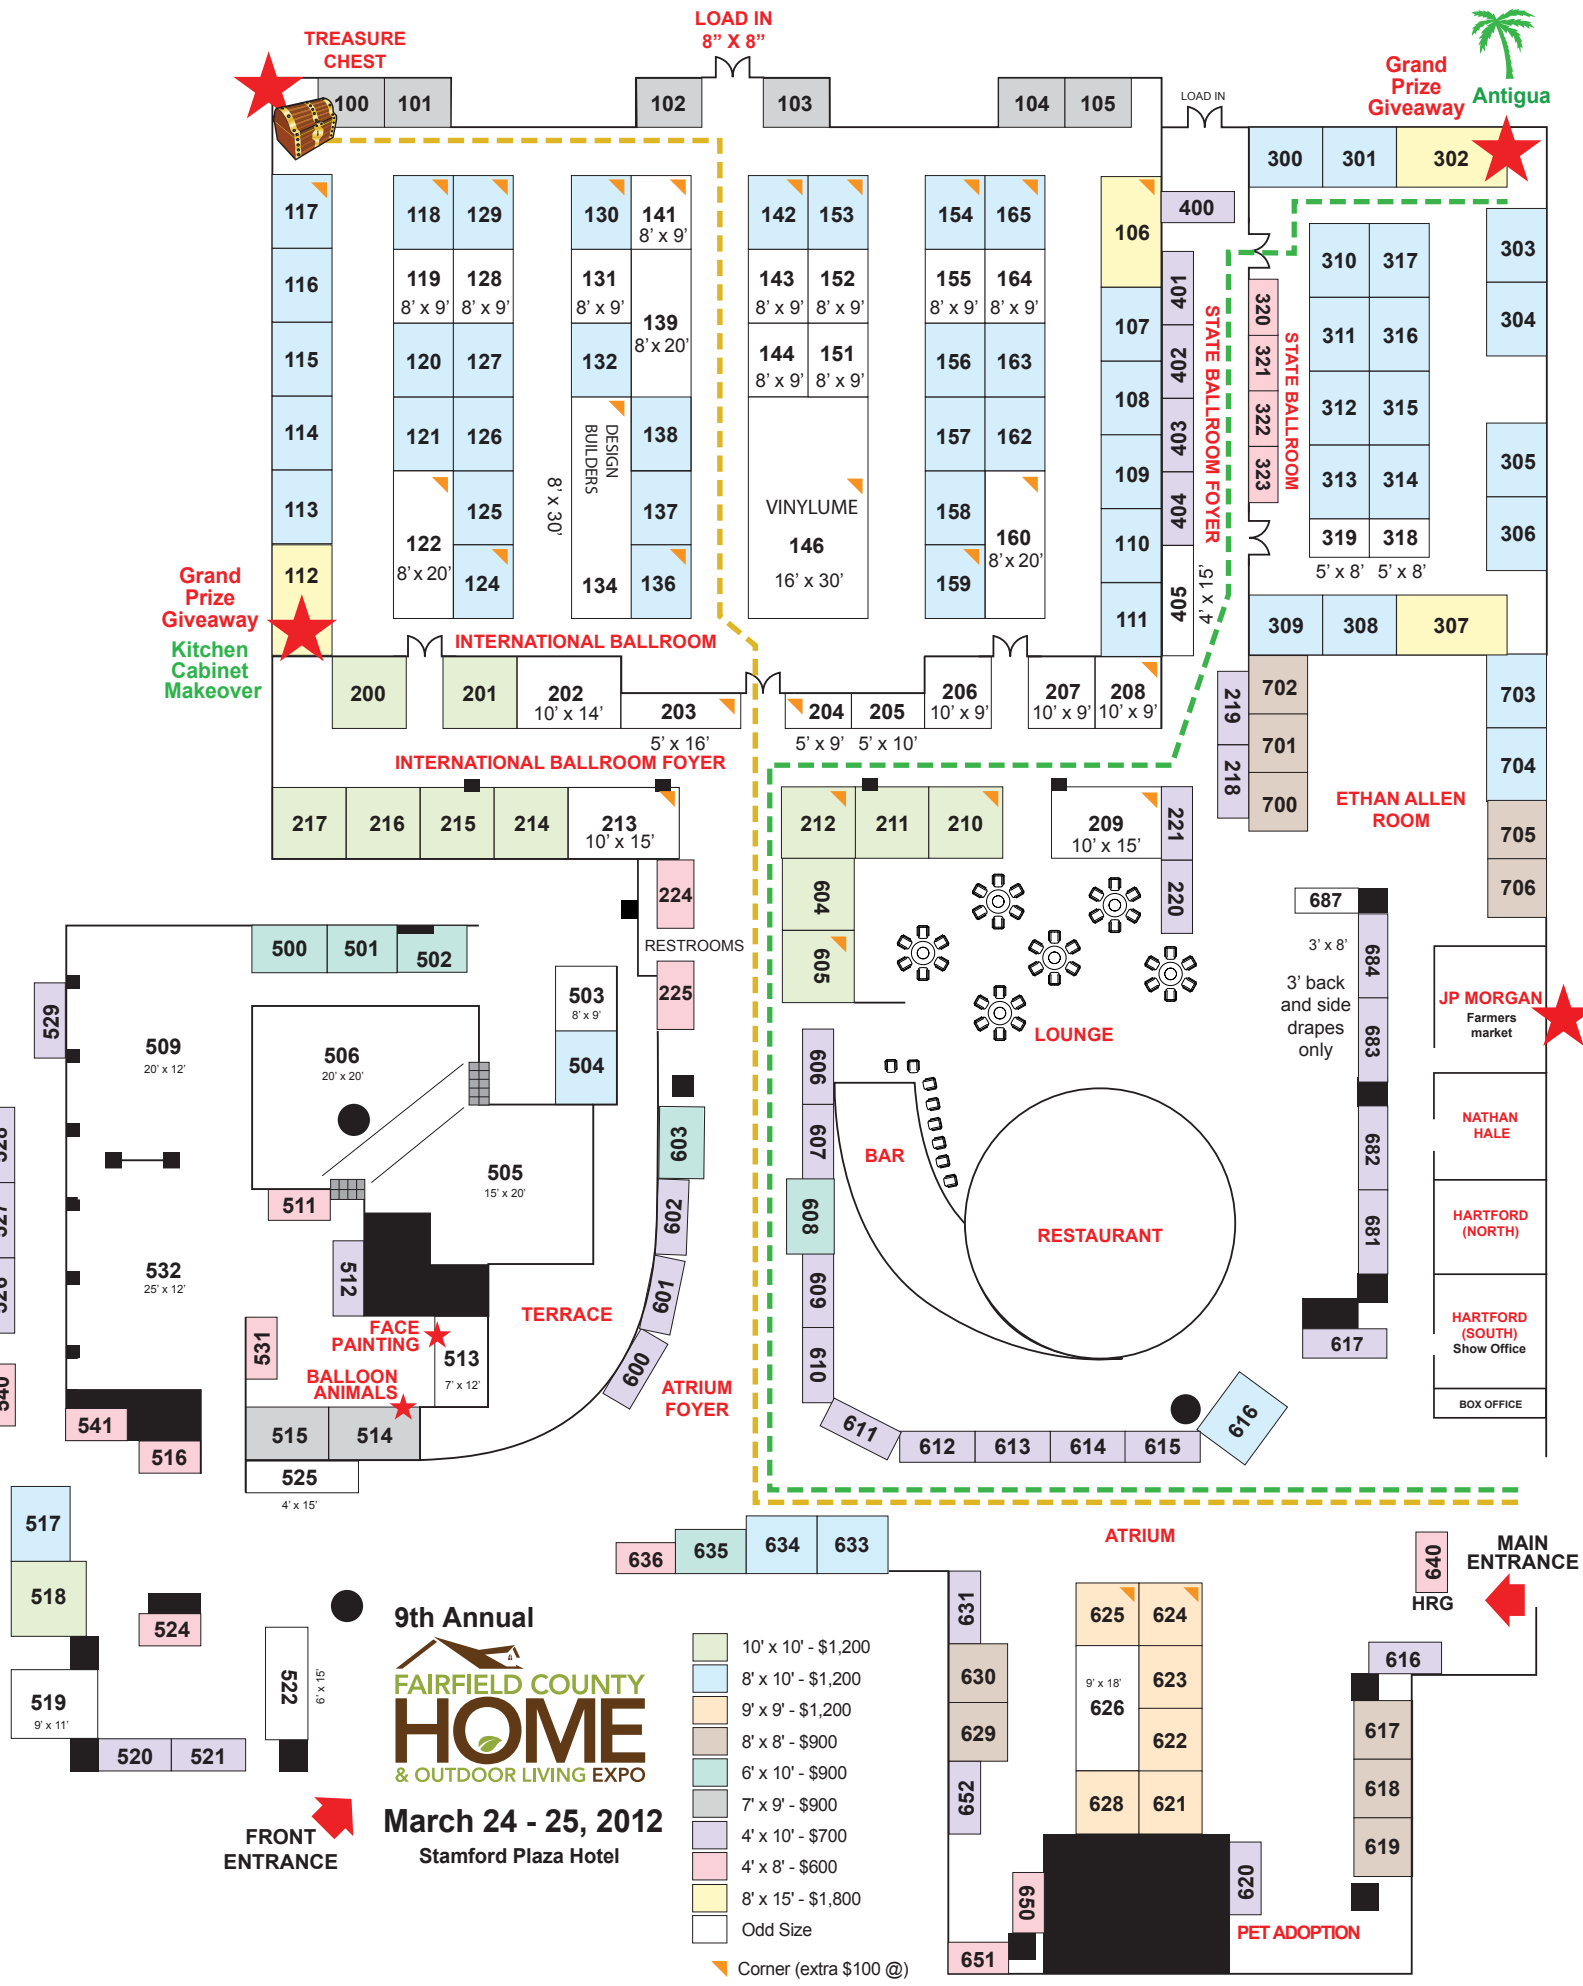 TREASURE
CHEST
LOAD IN
8” X 8”
Grand
Prize
Giveaway
Antigua
LOAD IN
100
101
102
103
104
105
300
301
302
117
118
129
130
141
8’ x 9’
142
153
154
165
106
400
303
116
119
8’ x 9’
128
8’ x 9’
131
8’ x 9’
139
8’ x 20’
143
8’ x 9’
152
8’ x 9’
155
8’ x 9’
164
8’ x 9’
107
401
310
317
304
115
120
127
132
144
8’ x 9’
151
8’ x 9’
156
163
108
402
STATE BALLROOM FOYER
320
321
322
323
STATE BALLROOM
311
316
114
121
126
DESIGN
BUILDERS
8’ x 30’
134
138
VINYLUME
146
16’ x 30’
157
162
109
403
312
315
305
113
122
8’ x 20’
125
137
158
160
8’ x 20’
110
404
313
314
306
112
124
136
159
111
405
4’ x 15’
319
318
5’ x 8’
5’ x 8’
309
308
307
Grand
Prize
Giveaway
Kitchen
Cabinet
Makeover
INTERNATIONAL BALLROOM
200
201
202
10’ x 14’
203
5’ x 16’
204
5’ x 9’
205
5’ x 10’
206
10’ x 9’
207
10’ x 9’
208
10’ x 9’
219
218
702
701
700
703
704
705
706
ETHAN ALLEN
ROOM
INTERNATIONAL BALLROOM FOYER
217
216
215
214
213
10’ x 15’
212
211
210
209
10’ x 15’
221
220
224
RESTROOMS
225
604
605
LOUNGE
687
3’ x 8’
3’ back
and side
drapes
only
684
683
682
681
617
JP MORGAN
Farmers
market
NATHAN
HALE
HARTFORD
(NORTH)
HARTFORD
(SOUTH)
Show Office
BOX OFFICE
500
501
502
503
8’ x 9’
504
529
509
20’ x 12’
506
20’ x 20’
505
15’ x 20’
511
512
532
25’ x 12’
531
FACE
PAINTING
BALLOON
ANIMALS
513
7’ x 12’
TERRACE
603
602
601
600
ATRIUM
FOYER
528
527
526
540
541
516
515
514
525
4’ x 15’
606
607
608
609
610
611
612
613
614
615
616
BAR
RESTAURANT
517
518
524
519
9’ x 11’
520
521
522
6’ x 15’
FRONT
ENTRANCE
636
635
634
633
ATRIUM
640
HRG
MAIN
ENTRANCE
631
630
629
652
625
624
9’ x 18’
626
623
622
628
621
616
617
618
619
620
650
651
PET ADOPTION
9th Annual
FAIRFIELD COUNTY
HOME
& OUTDOOR LIVING EXPO
March 24 - 25, 2012
Stamford Plaza Hotel
10' x 10' - $1,200
8' x 10' - $1,200
9' x 9' - $1,200
8' x 8' - $900
6' x 10' - $900
7' x 9' - $900
4' x 10' - $700
4' x 8' - $600
8' x 15' - $1,800
Odd Size
Corner (extra $100 @)